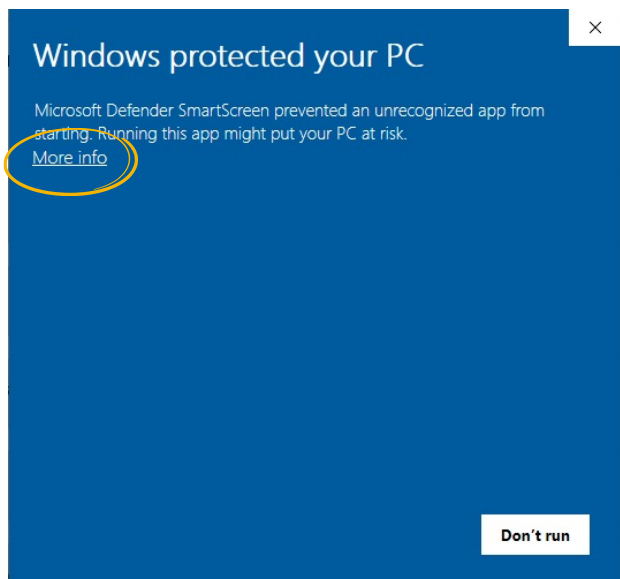 Windows protected your PC
Microsoft Defender SmartScreen prevented an unrecognized app from
starting. Running this app might put your PC at risk.
More info
Don't run